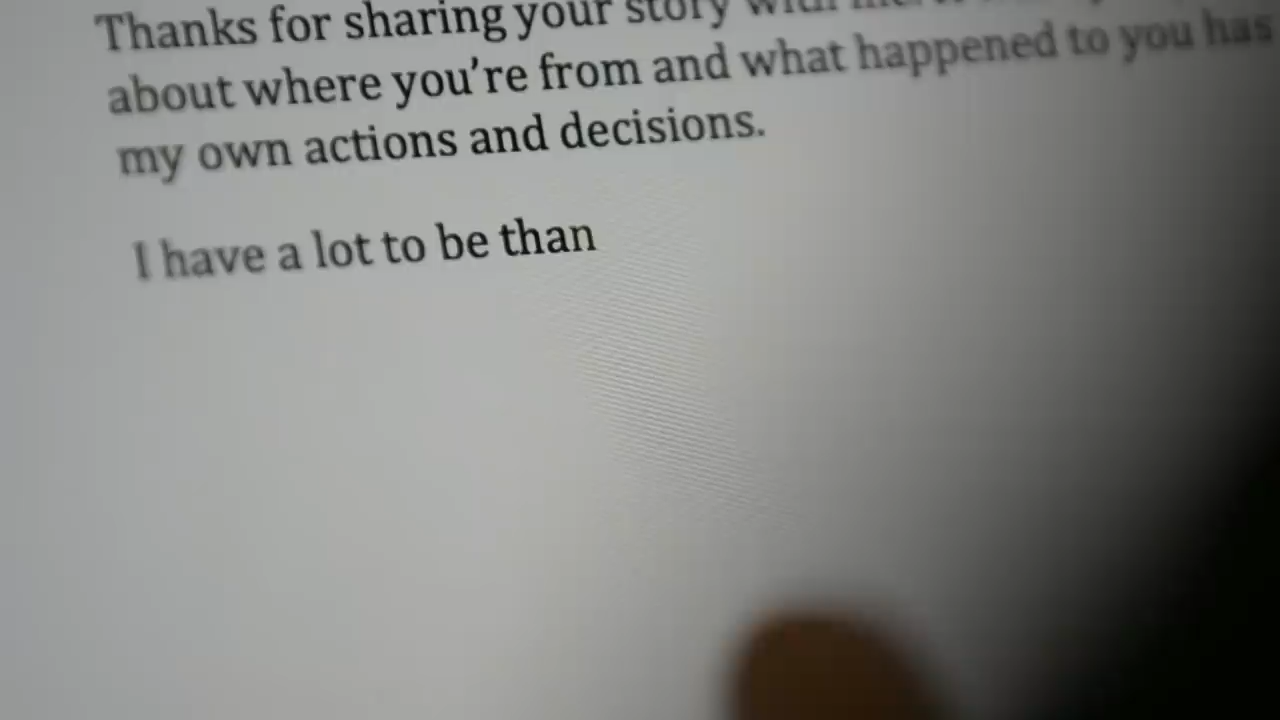 Thanks for sharing your story with
about where you're from and what happened to you has
my own actions and decisions.
I have a lot to be than